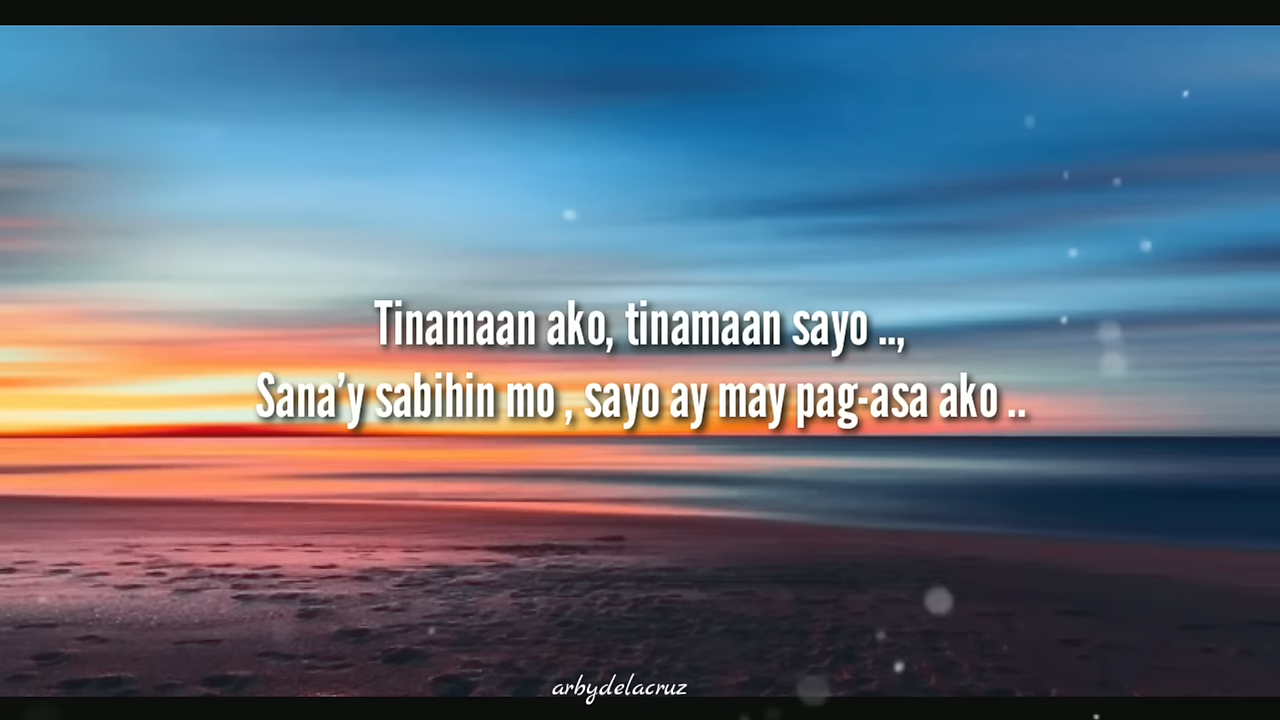 Tinamaan ako, tinamaan sayo ..,
Sana'y sabihin mo , sayo ay may pag-asa ako ..
arbydelacruz